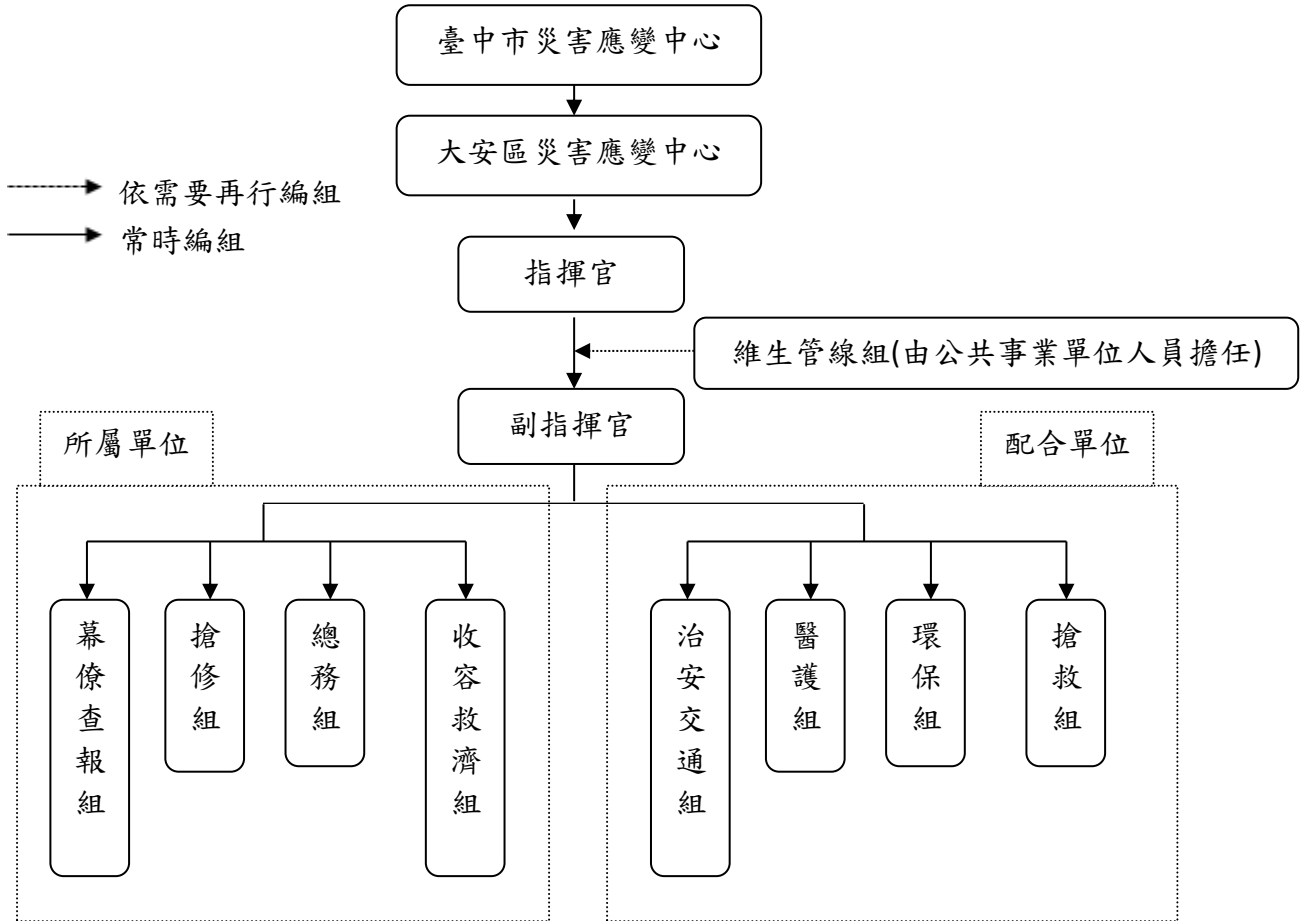 臺中市災害應變中心
大安區災害應變中心
依需要再行編組
常時編組
指揮官
維生管線組(由公共事業單位人員擔任)
副指揮官
所屬單位
配合單位
幕僚查報組
搶修組
總務組
收容救濟組
治安交通組
醫護組
環保組
搶救組